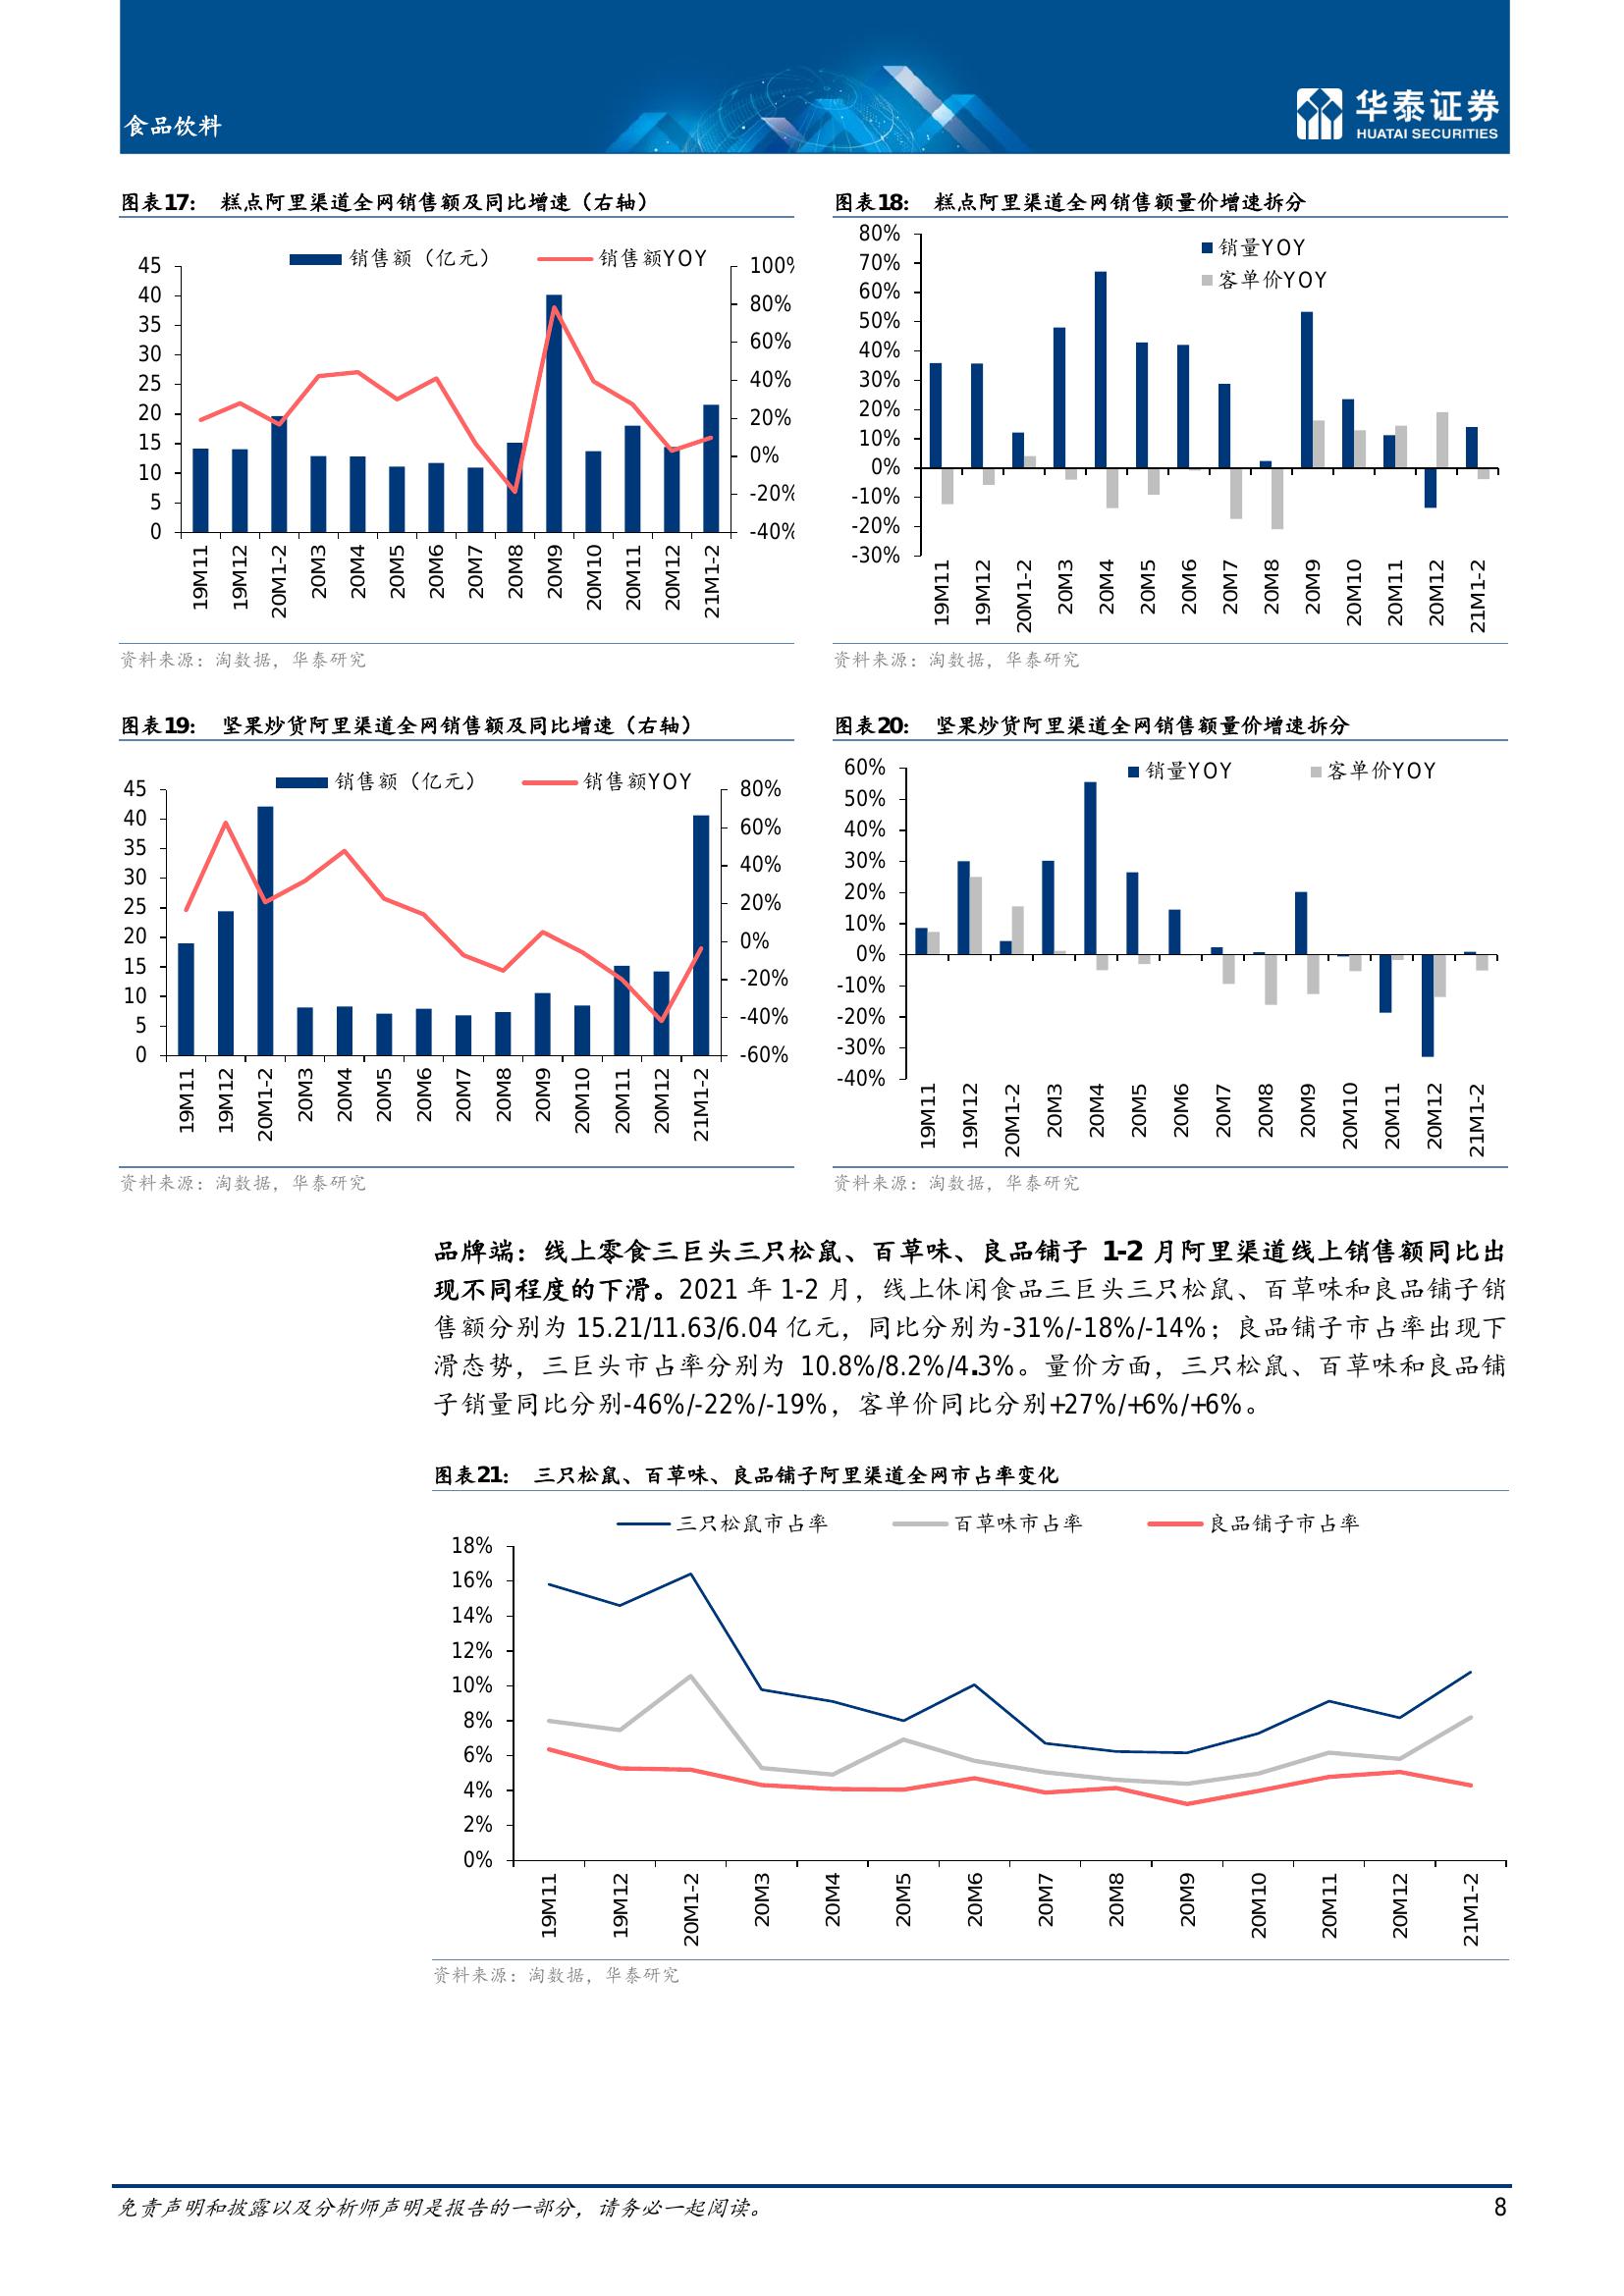 食品饮料
华泰证券
HUATAI SECURITIES
图表17: 糕点阿里渠道全网销售额及同比增速（右轴）
销售额（亿元） 销售额YOY
45
40
35
30
25
20
15
10
5
0
100%
80%
60%
40%
20%
0%
-20%
-40%
19M11 19M12 20M1-2 20M3 20M4 20M5 20M6 20M7 20M8 20M9 20M10 20M11 20M12 21M1-2
资料来源：淘数据，华泰研究
图表18: 糕点阿里渠道全网销售额量价增速拆分
销量YOY
客单价YOY
80%
70%
60%
50%
40%
30%
20%
10%
0%
-10%
-20%
-30%
19M11 19M12 20M1-2 20M3 20M4 20M5 20M6 20M7 20M8 20M9 20M10 20M11 20M12 21M1-2
资料来源：淘数据，华泰研究
图表19: 坚果炒货阿里渠道全网销售额及同比增速（右轴）
销售额（亿元） 销售额YOY
45
40
35
30
25
20
15
10
5
0
80%
60%
40%
20%
0%
-20%
-40%
-60%
19M11 19M12 20M1-2 20M3 20M4 20M5 20M6 20M7 20M8 20M9 20M10 20M11 20M12 21M1-2
资料来源：淘数据，华泰研究
图表20: 坚果炒货阿里渠道全网销售额量价增速拆分
销量YOY 客单价YOY
60%
50%
40%
30%
20%
10%
0%
-10%
-20%
-30%
-40%
19M11 19M12 20M1-2 20M3 20M4 20M5 20M6 20M7 20M8 20M9 20M10 20M11 20M12 21M1-2
资料来源：淘数据，华泰研究
品牌端：线上零食三巨头三只松鼠、百草味、良品铺子 1-2 月阿里渠道线上销售额同比出
现不同程度的下滑。2021 年 1-2 月，线上休闲食品三巨头三只松鼠、百草味和良品铺子销
售额分别为 15.21/11.63/6.04 亿元，同比分别为-31%/-18%/-14%；良品铺子市占率出现下
滑态势，三巨头市占率分别为 10.8%/8.2%/4.3%。量价方面，三只松鼠、百草味和良品铺
子销量同比分别-46%/-22%/-19%，客单价同比分别+27%/+6%/+6%。
图表21: 三只松鼠、百草味、良品铺子阿里渠道全网市占率变化
三只松鼠市占率 百草味市占率 良品铺子市占率
18%
16%
14%
12%
10%
8%
6%
4%
2%
0%
19M11 19M12 20M1-2 20M3 20M4 20M5 20M6 20M7 20M8 20M9 20M10 20M11 20M12 21M1-2
资料来源：淘数据，华泰研究
免责声明和披露以及分析师声明是报告的一部分，请务必一起阅读。 8